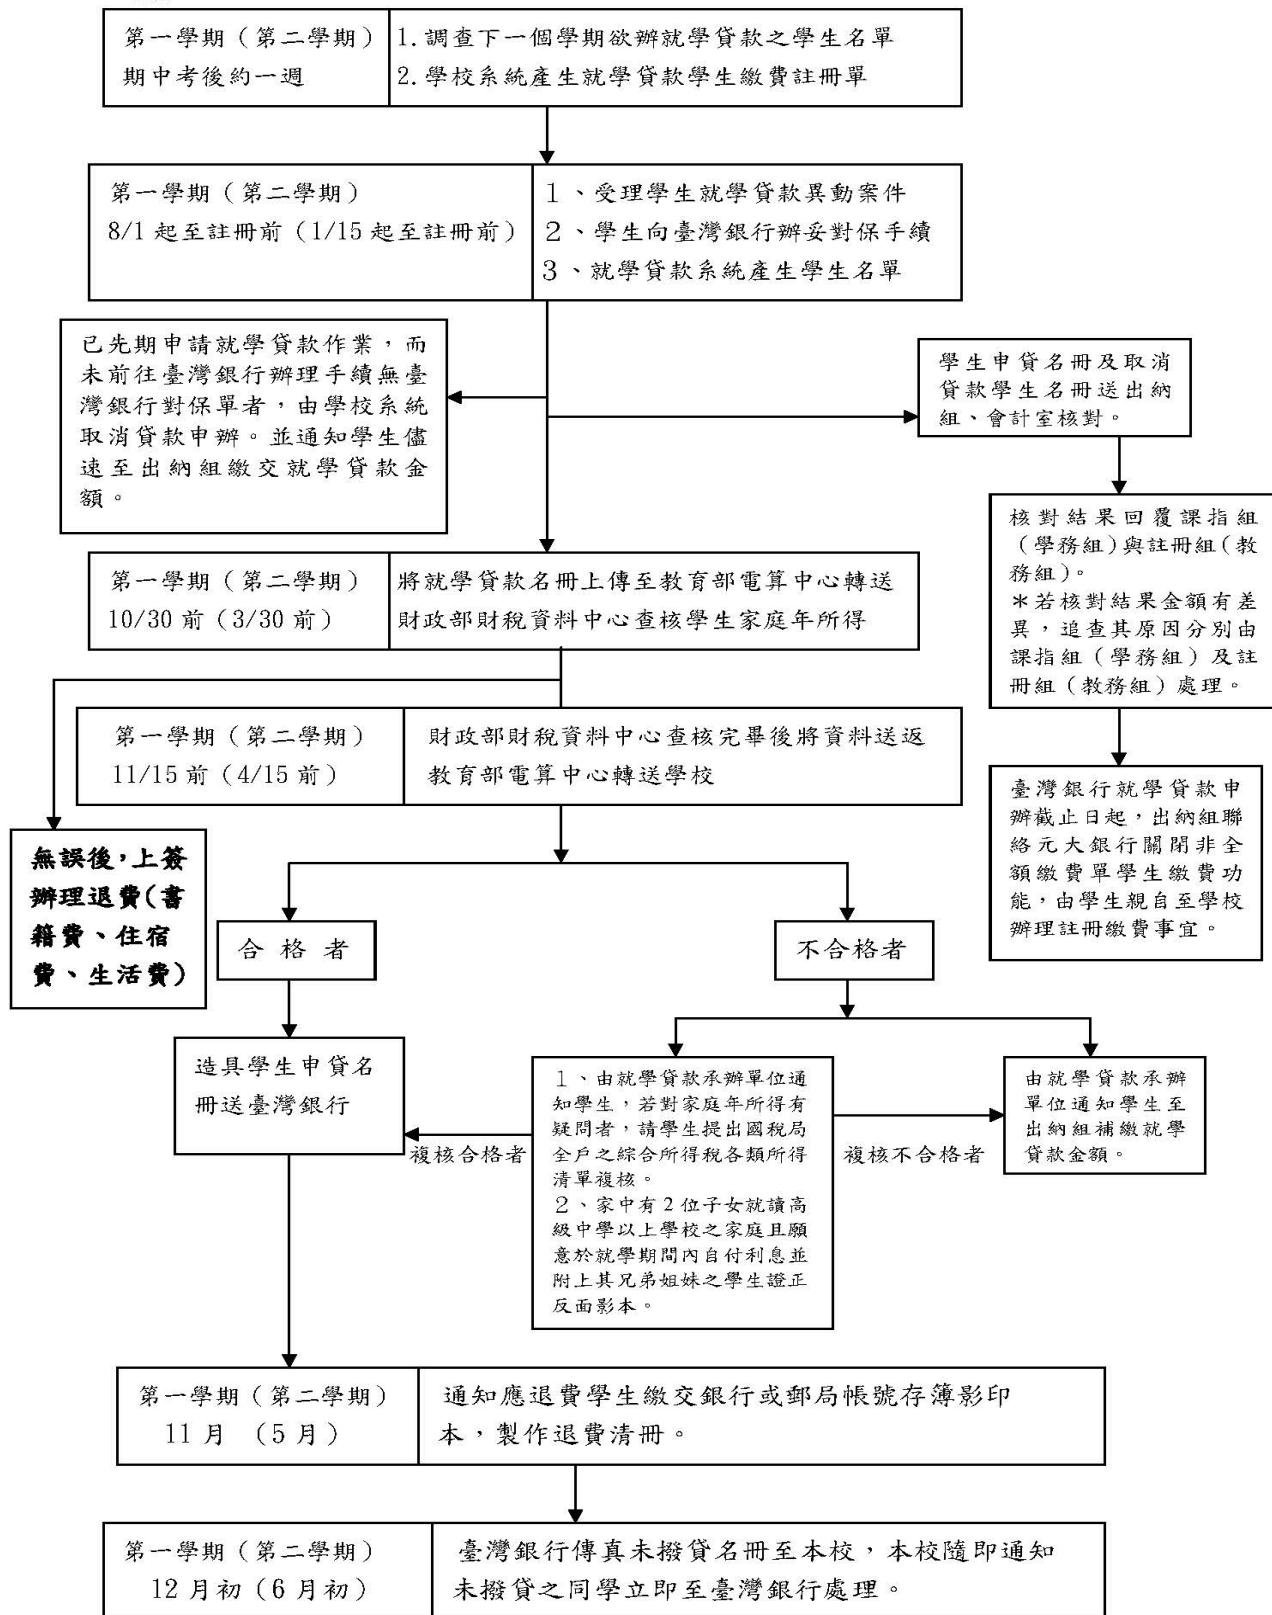 第一學期（第二學期）
期中考後約一週
1.調查下一個學期欲辦就學貸款之學生名單
2.學校系統產生就學貸款學生繳費註冊單
第一學期（第二學期）
8/1 起至註冊前（1/15 起至註冊前）
1、受理學生就學貸款異動案件
2、學生向臺灣銀行辦妥對保手續
3、就學貸款系統產生學生名單
已先期申請就學貸款作業，而
未前往臺灣銀行辦理手續無臺
灣銀行對保單者，由學校系統
取消貸款申辦。並通知學生儘
速至出納組繳交就學貸款金
額。
學生申貸名冊及取消
貸款學生名冊送出納
組、會計室核對。
核對結果回覆課指組
（學務組)與註冊組(教
務組)。
＊若核對結果金額有差
異，追查其原因分別由
課指組（學務組）及註
冊組（教務組）處理。
第一學期（第二學期）
10/30 前（3/30 前）
將就學貸款名冊上傳至教育部電算中心轉送
財政部財稅資料中心查核學生家庭年所得
第一學期（第二學期）
11/15 前（4/15 前）
財政部財稅資料中心查核完畢後將資料送返
教育部電算中心轉送學校
臺灣銀行就學貸款申
辦截止日起，出納組聯
絡元大銀行關閉非全
額繳費單學生繳費功
能，由學生親自至學校
辦理註冊繳費事宜。
無誤後，上簽
辦理退費(書
籍費、住宿
費、生活費)
合 格 者
不合格者
造具學生申貸名
冊送臺灣銀行
複核合格者
1、由就學貸款承辦單位通
知學生，若對家庭年所得有
疑問者，請學生提出國稅局
全戶之綜合所得稅各類所得
清單複核。
2、家中有 2 位子女就讀高
級中學以上學校之家庭且願
意於就學期間內自付利息並
附上其兄弟姐妹之學生證正
反面影本。
複核不合格者
由就學貸款承辦
單位通知學生至
出納組補繳就學
貸款金額。
第一學期（第二學期）
11 月 （5 月）
通知應退費學生繳交銀行或郵局帳號存簿影印
本，製作退費清冊。
第一學期（第二學期）
12 月初（6 月初）
臺灣銀行傳真未撥貸名冊至本校，本校隨即通知
未撥貸之同學立即至臺灣銀行處理。